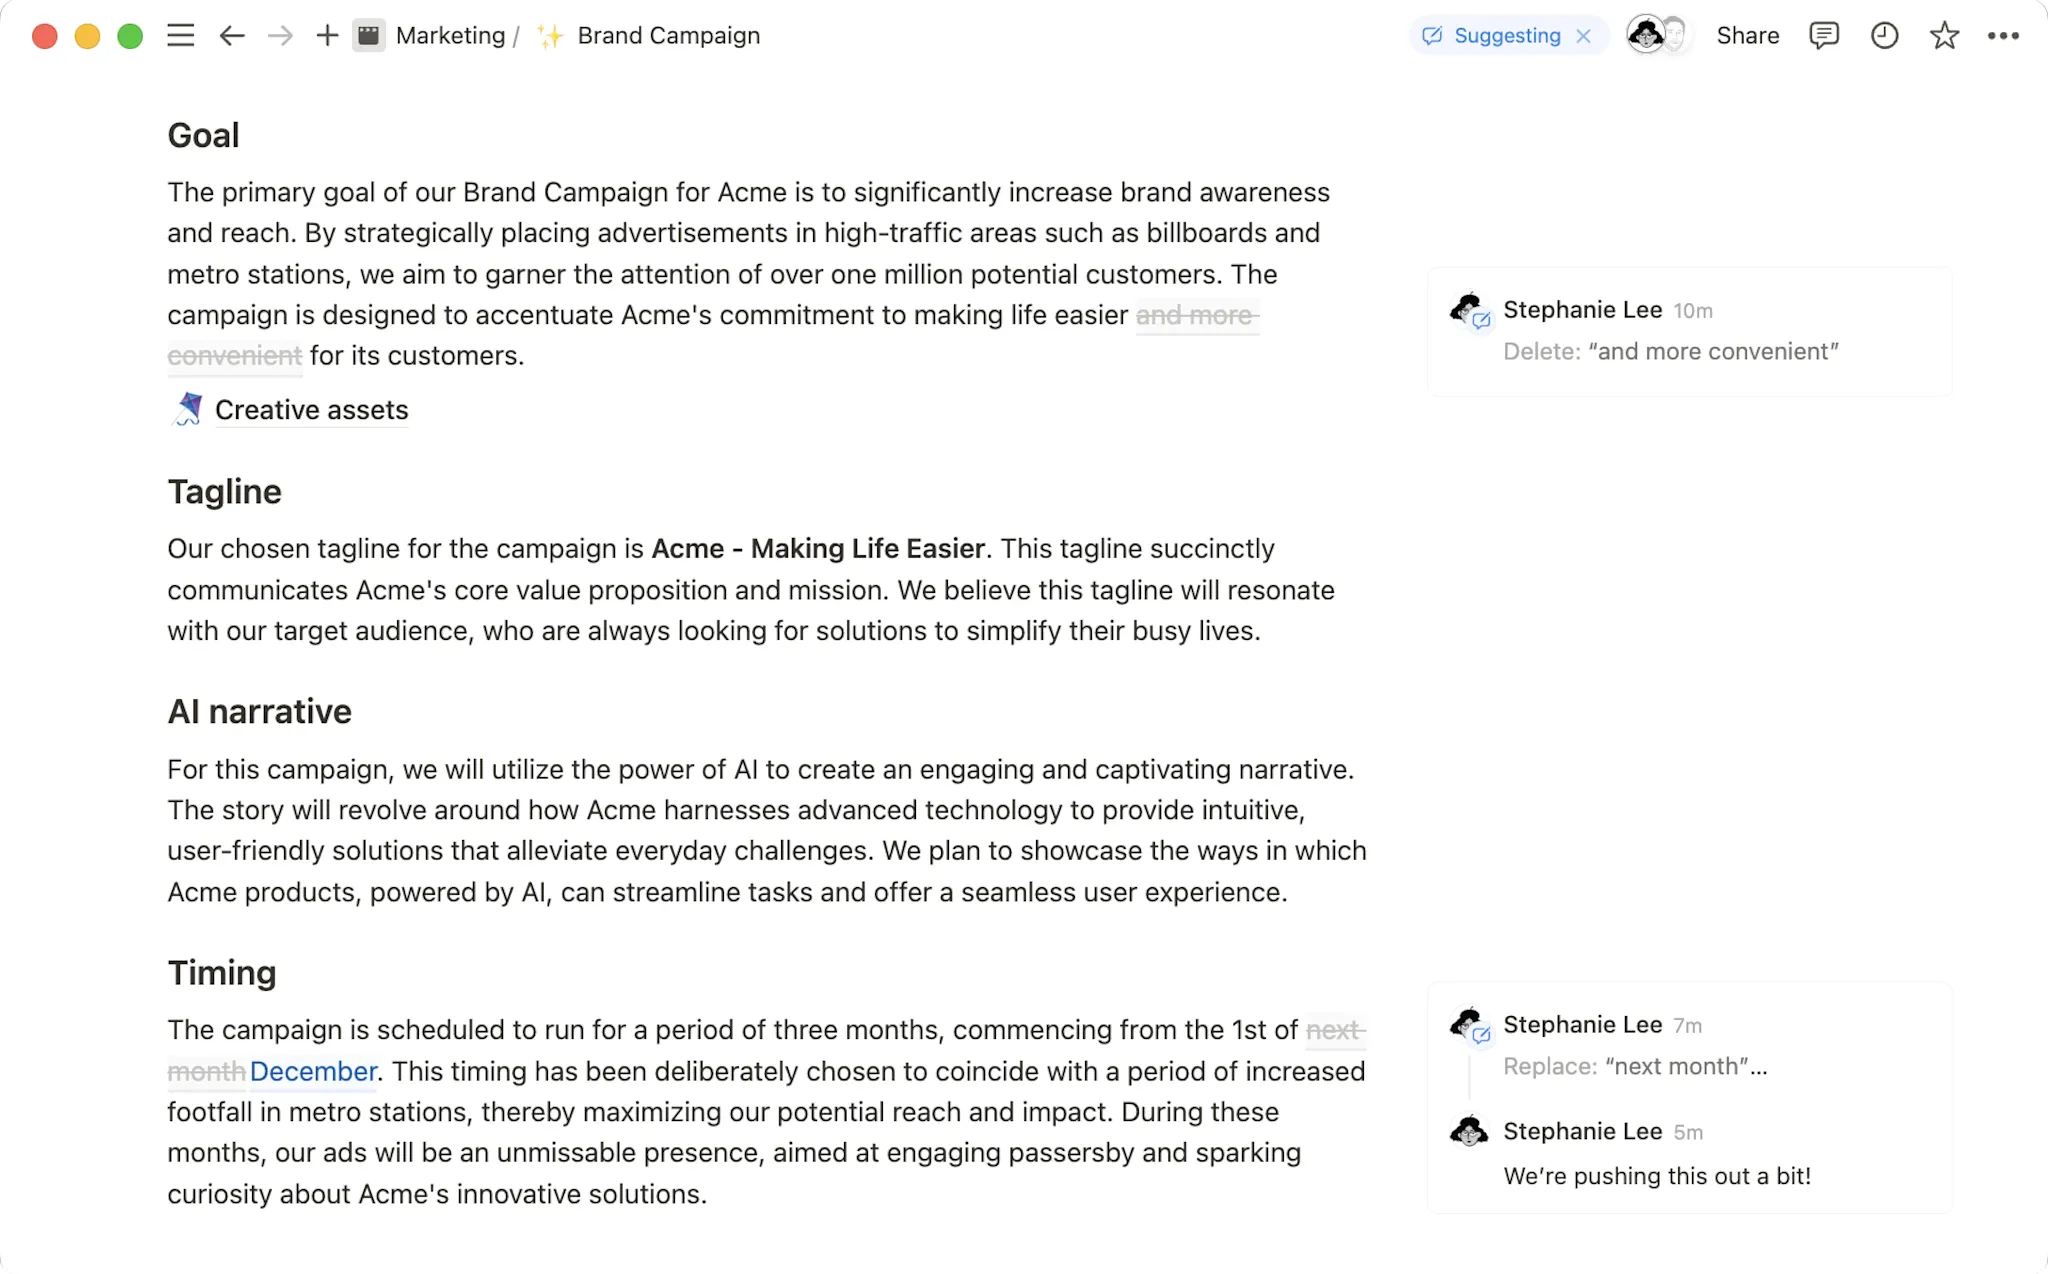 Marketing / ✨ Brand Campaign
Suggesting
Share
Goal
The primary goal of our Brand Campaign for Acme is to significantly increase brand awareness
and reach. By strategically placing advertisements in high-traffic areas such as billboards and
metro stations, we aim to garner the attention of over one million potential customers. The
campaign is designed to accentuate Acme's commitment to making life easier and more
convenient for its customers.
Creative assets
Stephanie Lee 10m
Delete: “and more convenient”
Tagline
Our chosen tagline for the campaign is Acme - Making Life Easier. This tagline succinctly
communicates Acme's core value proposition and mission. We believe this tagline will resonate
with our target audience, who are always looking for solutions to simplify their busy lives.
AI narrative
For this campaign, we will utilize the power of AI to create an engaging and captivating narrative.
The story will revolve around how Acme harnesses advanced technology to provide intuitive,
user-friendly solutions that alleviate everyday challenges. We plan to showcase the ways in which
Acme products, powered by AI, can streamline tasks and offer a seamless user experience.
Timing
The campaign is scheduled to run for a period of three months, commencing from the 1st of next
month December. This timing has been deliberately chosen to coincide with a period of increased
footfall in metro stations, thereby maximizing our potential reach and impact. During these
months, our ads will be an unmissable presence, aimed at engaging passersby and sparking
curiosity about Acme's innovative solutions.
Stephanie Lee 7m
Replace: “next month”...
Stephanie Lee 5m
We’re pushing this out a bit!